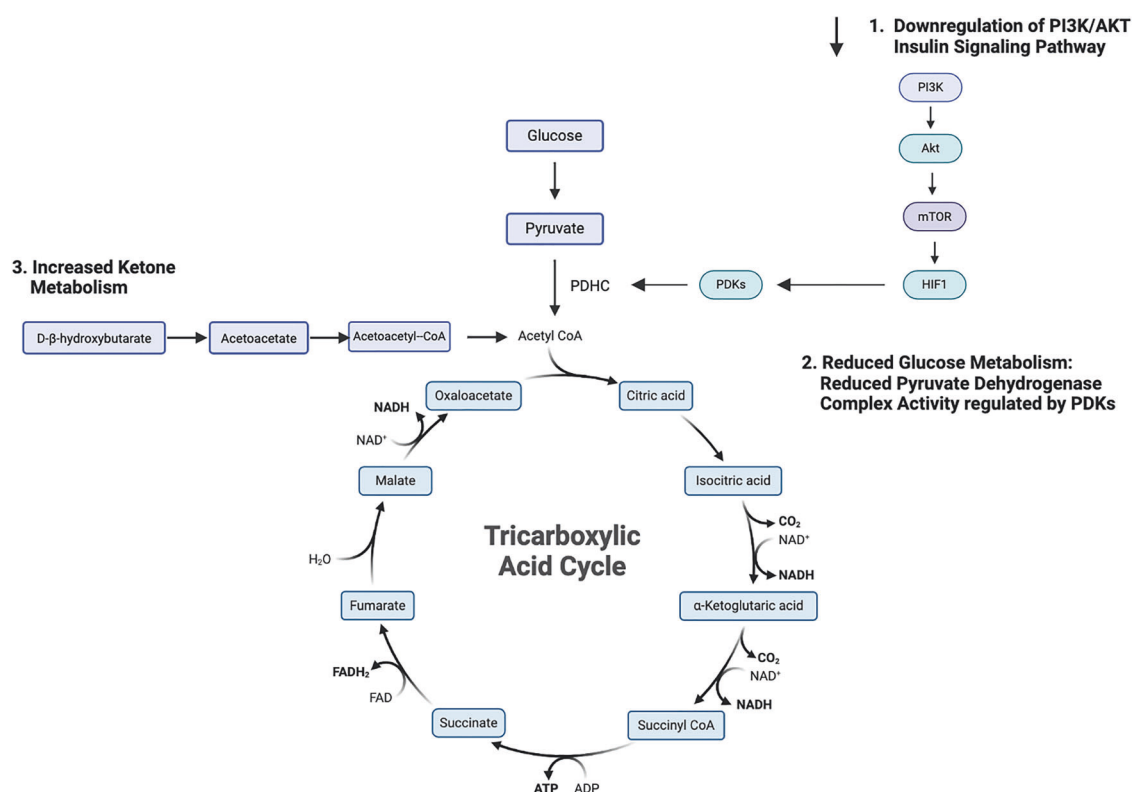 1. Downregulation of PI3K/AKT
Insulin Signaling Pathway
PI3K
Akt
mTOR
HIF1
PDKs
PDHC
Glucose
Pyruvate
3. Increased Ketone
Metabolism
D-β-hydroxybutarate
Acetoacetate
Acetoacetyl–CoA
Acetyl CoA
2. Reduced Glucose Metabolism:
Reduced Pyruvate Dehydrogenase
Complex Activity regulated by PDKs
Oxaloacetate
Citric acid
Isocitric acid
CO₂
NAD⁺
NADH
α-Ketoglutaric acid
CO₂
NAD⁺
NADH
Succinyl CoA
ADP
ATP
Succinate
FAD
FADH₂
Fumarate
H₂O
Malate
NAD⁺
NADH
Tricarboxylic
Acid Cycle